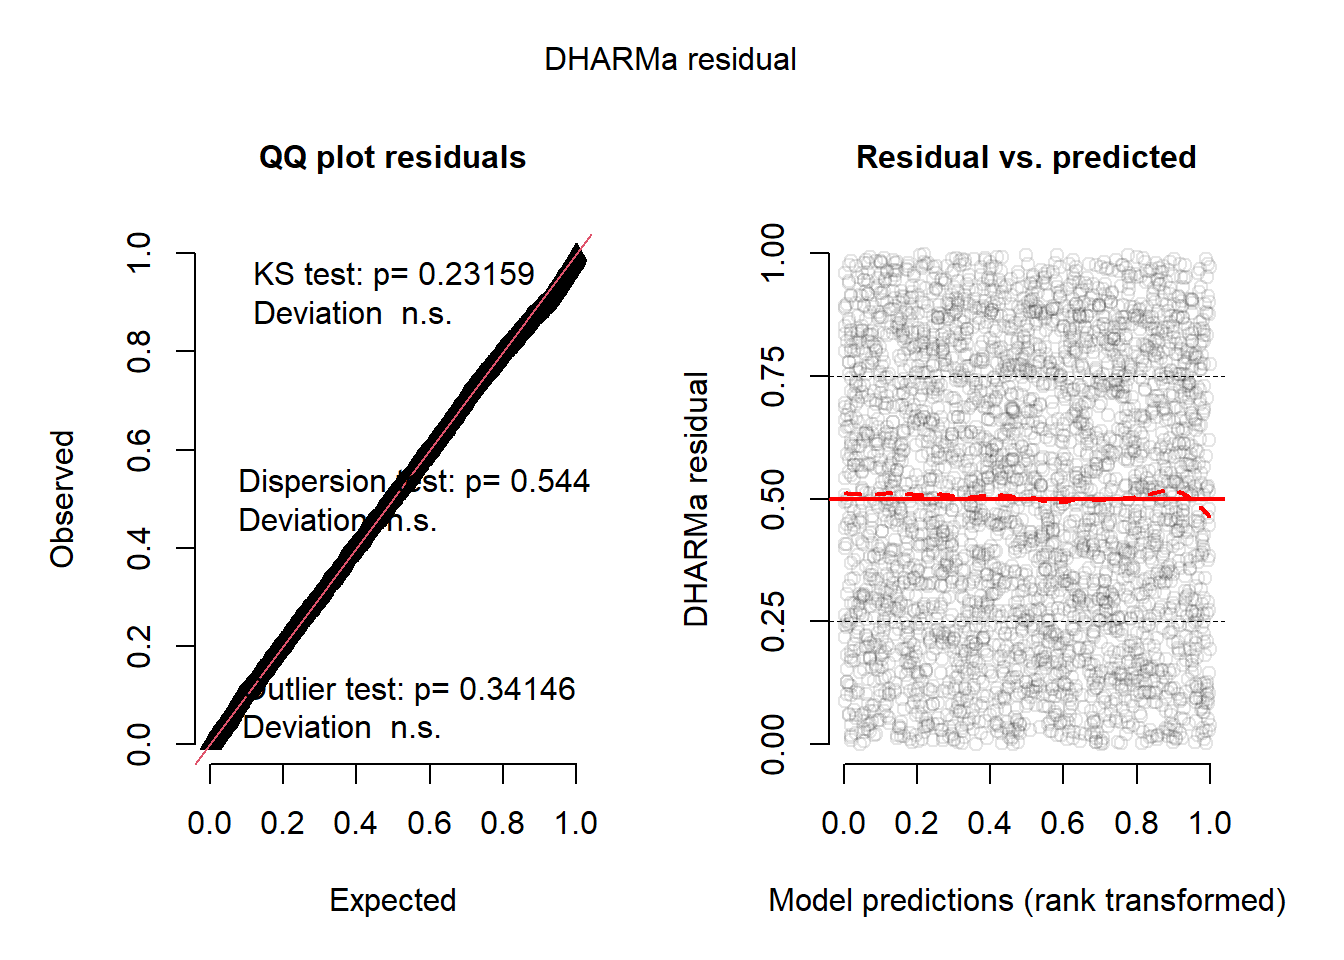 DHARMa residual
QQ plot residuals
Observed
0.0 0.2 0.4 0.6 0.8 1.0
KS test: p= 0.23159
Deviation n.s.
Dispersion test: p= 0.544
Deviation n.s.
Outlier test: p= 0.34146
Deviation n.s.
0.0 0.2 0.4 0.6 0.8 1.0
Expected
Residual vs. predicted
DHARMa residual
0.00 0.25 0.50 0.75 1.00
0.0 0.2 0.4 0.6 0.8 1.0
Model predictions (rank transformed)